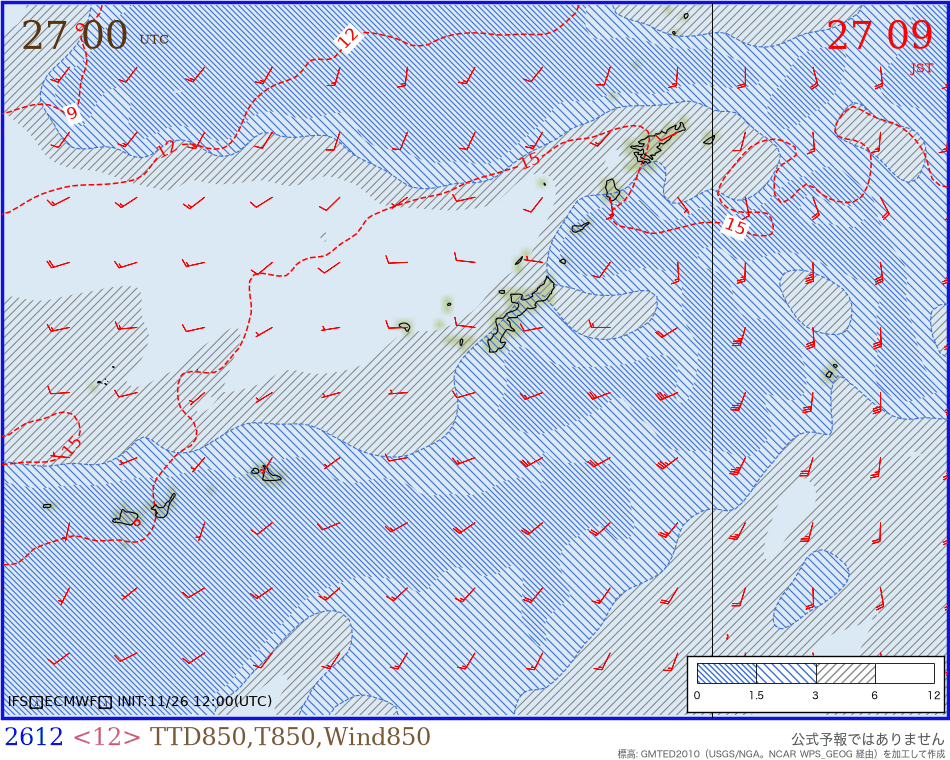 27 00 UTC
27 09
JST
9
9
12
12
15
15
15
IFS□ECMWF□ INIT:11/26 12:00(UTC)
0 1.5 3 6 12
2612 <12> TTD850,T850,Wind850
公式予報ではありません
標高: GMTED2010（USGS/NGA。NCAR WPS_GEOG 経由）を加工して作成